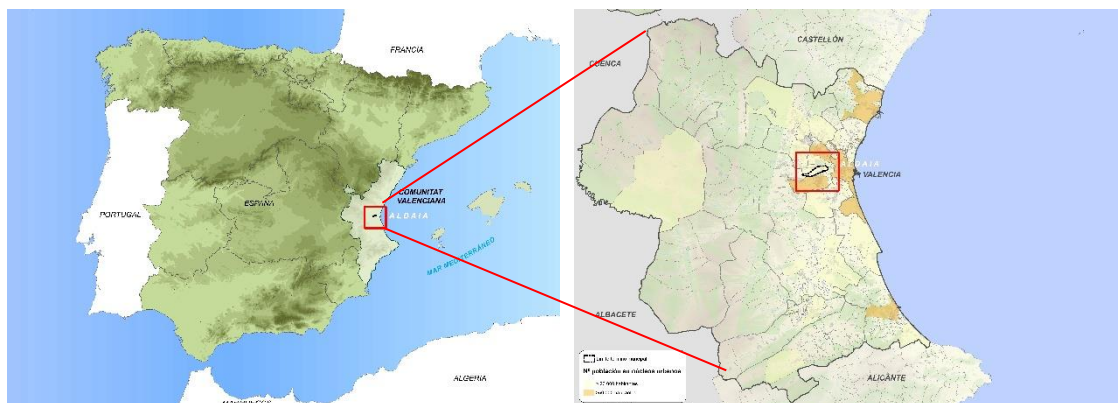 FRANCIA
COMUNITAT
VALENCIANA
PORTUGAL
ESPAÑA
ALDAIA
MAR MEDITERRÁNEO
ARGELIA
CASTELLÓN
CUENCA
ALDAIA
VALENCIA
ALBACETE
Nº población en núcleos urbanos
ALICANTE